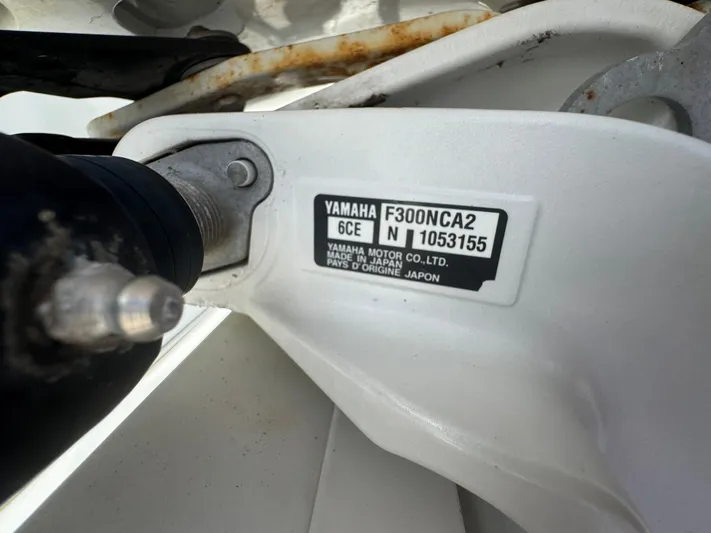 YAMAHA F300NCA2
6CE N 1053155
YAMAHA MOTOR CO.,LTD.
MADE IN JAPAN
PAYS D'ORIGINE JAPON